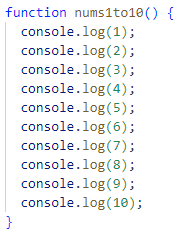 function nums1to10() {
  console.log(1);
  console.log(2);
  console.log(3);
  console.log(4);
  console.log(5);
  console.log(6);
  console.log(7);
  console.log(8);
  console.log(9);
  console.log(10);
}